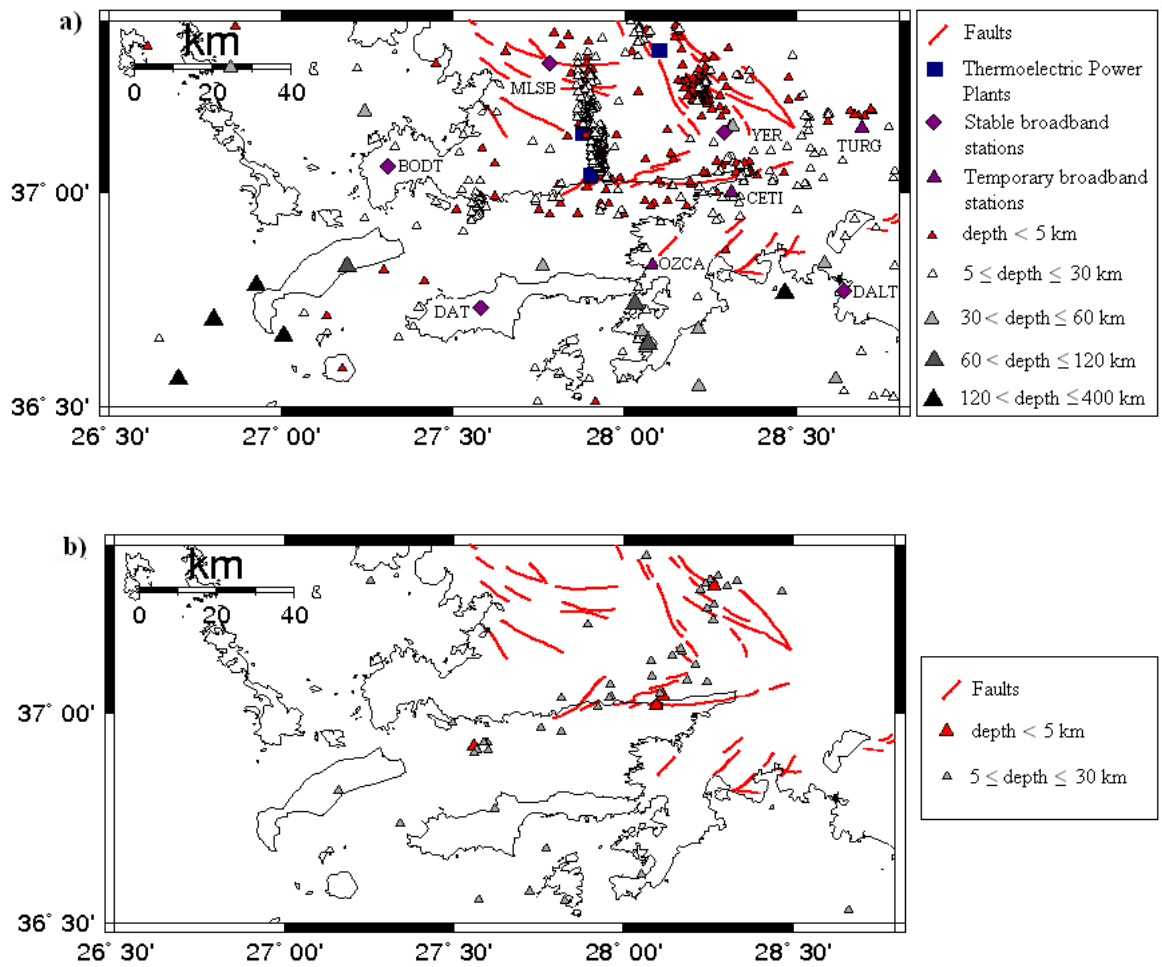 a)
km
0 20 40
MLSB
YER
TURG
BODT
CETI
OZCA
DAT
DALT
37° 00'
36° 30'
26° 30' 27° 00' 27° 30' 28° 00' 28° 30'
Faults
Thermoelectric Power
Plants
Stable broadband
stations
Temporary broadband
stations
depth < 5 km
5 ≤ depth ≤ 30 km
30 < depth ≤ 60 km
60 < depth ≤ 120 km
120 < depth ≤ 400 km
b)
km
0 20 40
37° 00'
36° 30'
26° 30' 27° 00' 27° 30' 28° 00' 28° 30'
Faults
depth < 5 km
5 ≤ depth ≤ 30 km